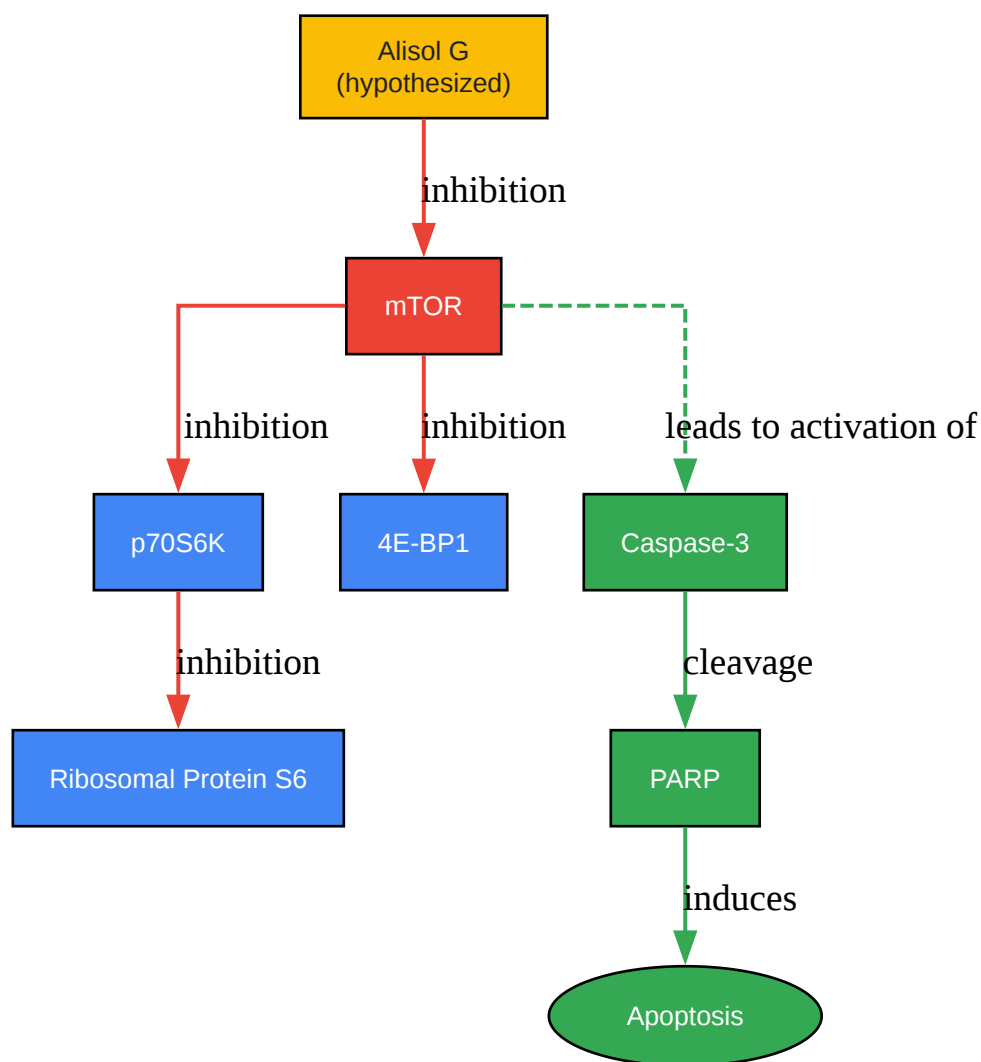 Alisol G
(hypothesized)
inhibition
mTOR
inhibition
inhibition
leads to activation of
p70S6K
4E-BP1
Caspase-3
inhibition
cleavage
Ribosomal Protein S6
PARP
induces
Apoptosis